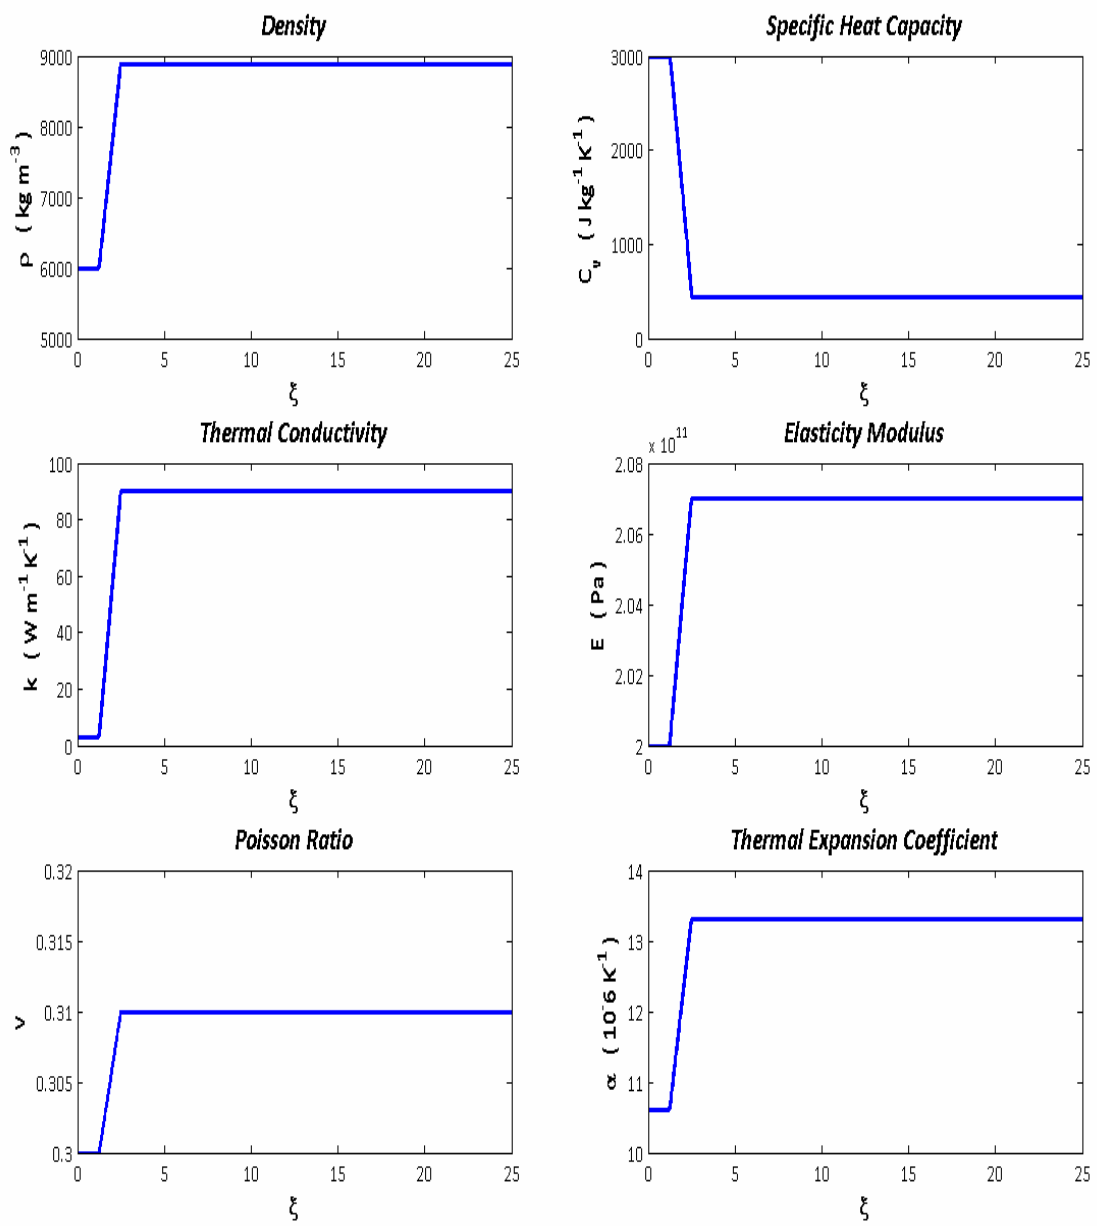 Density
P ( kg m⁻³ )
9000
8000
7000
6000
5000
0 5 10 15 20 25
ξ
Specific Heat Capacity
Cᵥ ( J kg⁻¹ K⁻¹ )
3000
2000
1000
0
0 5 10 15 20 25
ξ
Thermal Conductivity
k ( W m⁻¹ K⁻¹ )
100
80
60
40
20
0
0 5 10 15 20 25
ξ
Elasticity Modulus
x 10¹¹
E ( Pa )
2.08
2.06
2.04
2.02
2
0 5 10 15 20 25
ξ
Poisson Ratio
v
0.32
0.315
0.31
0.305
0.3
0 5 10 15 20 25
ξ
Thermal Expansion Coefficient
α ( 10⁻⁶ K⁻¹ )
14
13
12
11
10
0 5 10 15 20 25
ξ